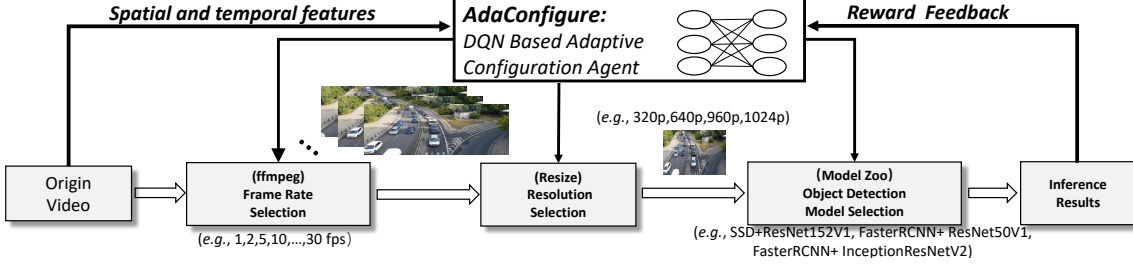 Spatial and temporal features
AdaConfigure:
DQN Based Adaptive
Configuration Agent
Reward Feedback
(e.g., 320p,640p,960p,1024p)
Origin
Video
(ffmpeg)
Frame Rate
Selection
(e.g., 1,2,5,10,...,30 fps)
(Resize)
Resolution
Selection
(Model Zoo)
Object Detection
Model Selection
(e.g., SSD+ResNet152V1, FasterRCNN+ ResNet50V1,
FasterRCNN+ InceptionResNetV2)
Inference
Results